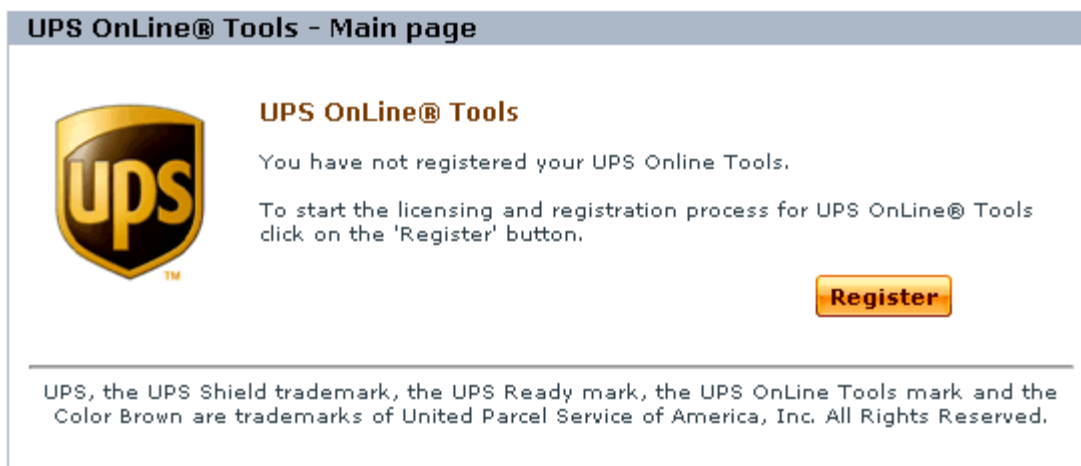 UPS OnLine® Tools - Main page
ups
TM
UPS OnLine® Tools
You have not registered your UPS Online Tools.
To start the licensing and registration process for UPS OnLine® Tools
click on the 'Register' button.
Register
UPS, the UPS Shield trademark, the UPS Ready mark, the UPS OnLine Tools mark and the
Color Brown are trademarks of United Parcel Service of America, Inc. All Rights Reserved.